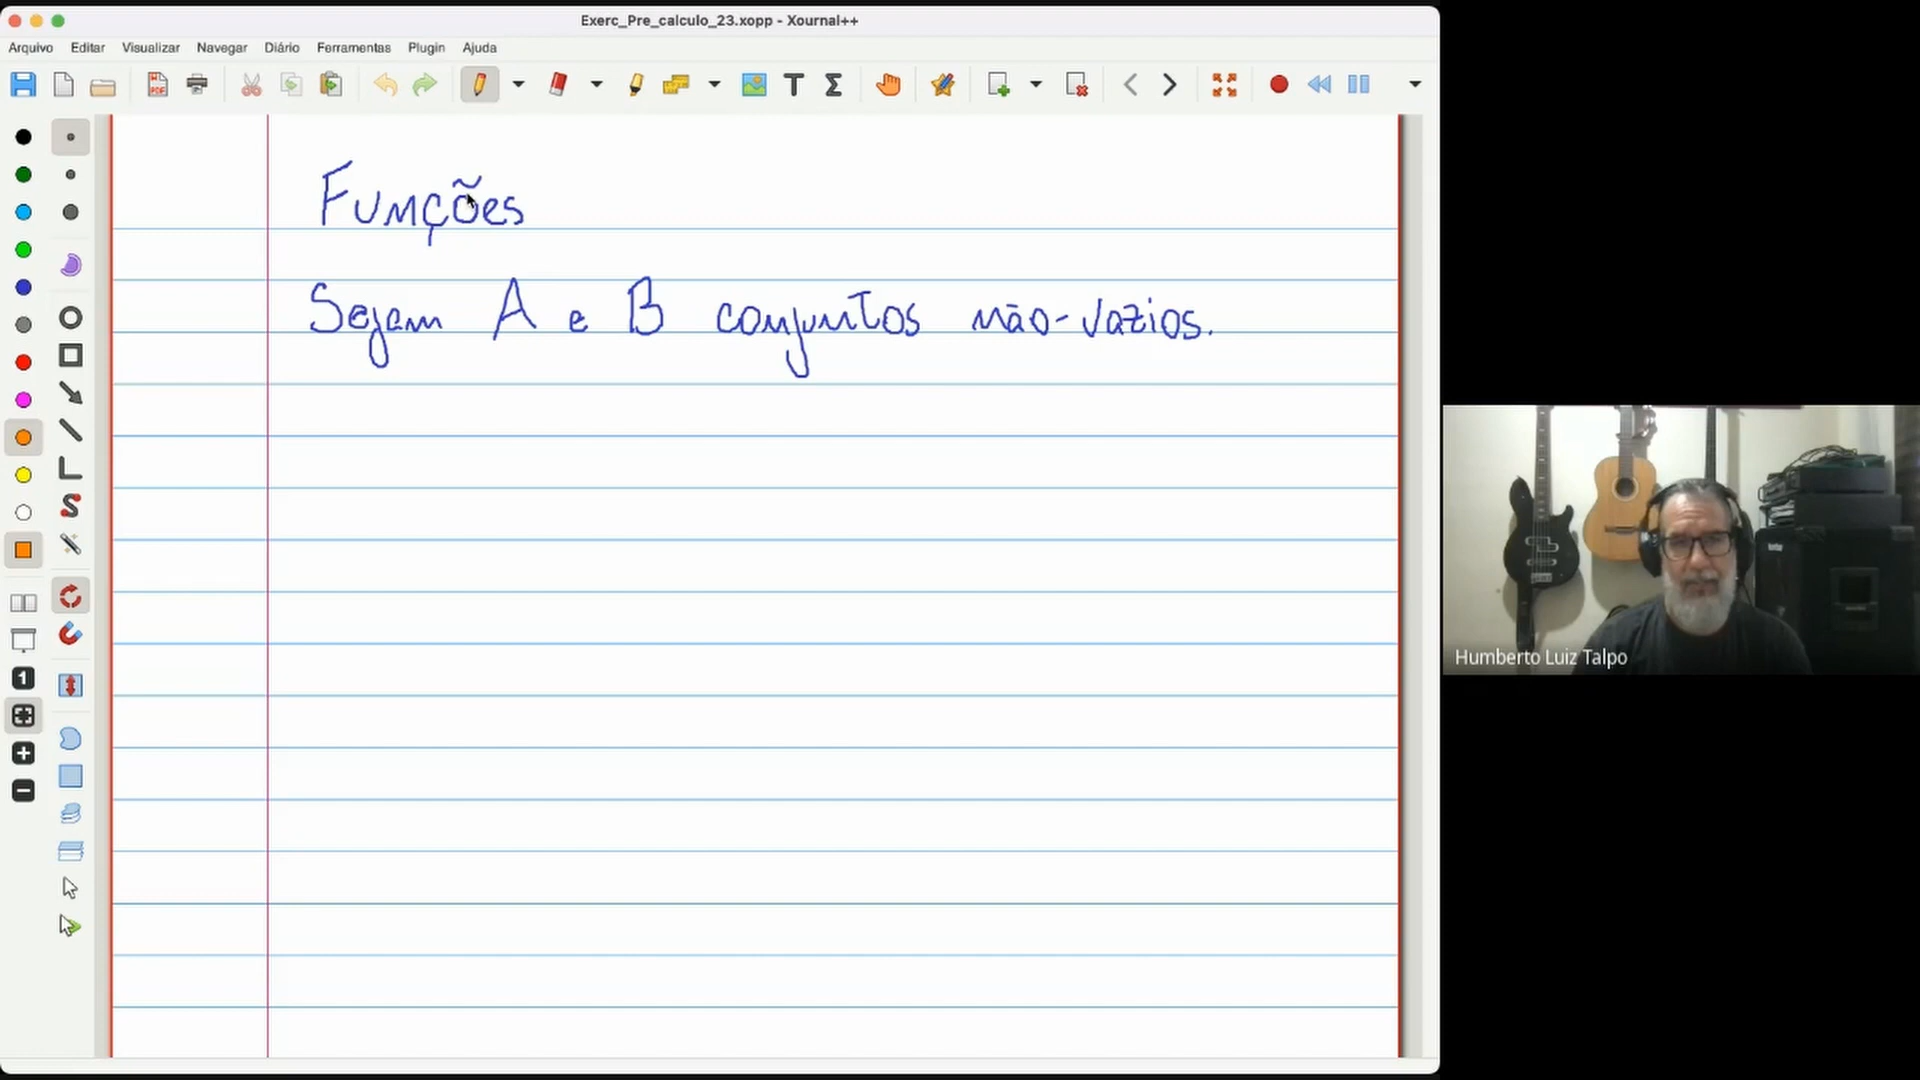 Exerc_Pre_calculo_23.xopp - Xournal++
Arquivo Editar Visualizar Navegar Diário Ferramentas Plugin Ajuda
Funções
Sejam A e B conjuntos não-vazios.
Humberto Luiz Talpo